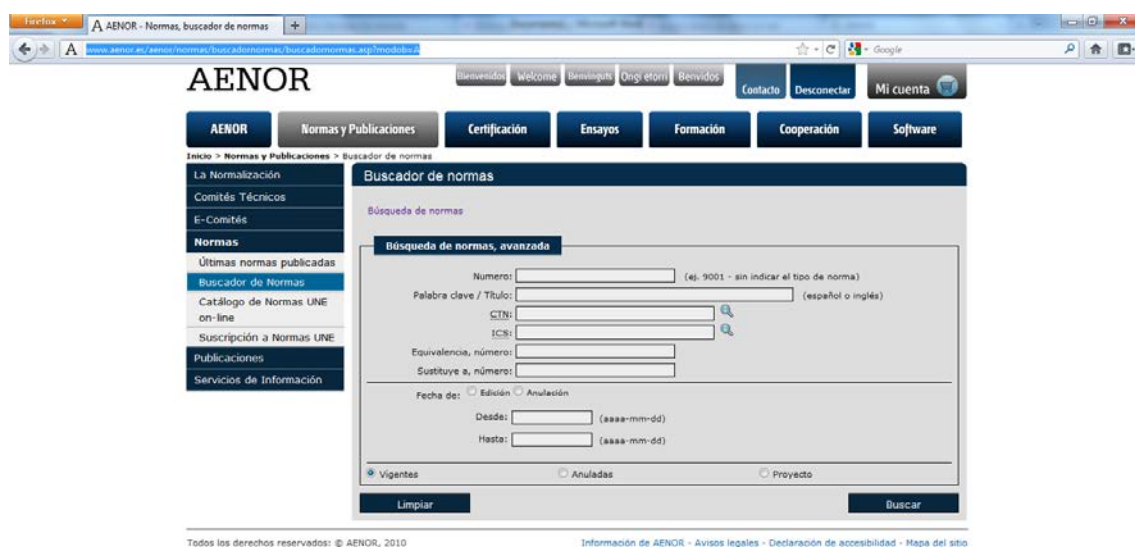 Firefox
AENOR - Normas, buscador de normas
www.aenor.es/aenor/normas/buscadornormas/buscadornormas.asp?modob=A
Google
AENOR
Bienvenidos Welcome Benvinguts Ongi etorri Benvidos
Contacto Desconectar
Mi cuenta
AENOR Normas y Publicaciones Certificación Ensayos Formación Cooperación Software
Inicio > Normas y Publicaciones > Buscador de normas
La Normalización
Comités Técnicos
E-Comités
Normas
Últimas normas publicadas
Buscador de Normas
Catálogo de Normas UNE
on-line
Suscripción a Normas UNE
Publicaciones
Servicios de Información
Buscador de normas
Búsqueda de normas
Búsqueda de normas, avanzada
Numero: (ej. 9001 - sin indicar el tipo de norma)
Palabra clave / Título: (español o inglés)
CTN:
ICS:
Equivalencia, número:
Sustituye a, número:
Fecha de: Edición Anulación
Desde: (aaaa-mm-dd)
Hasta: (aaaa-mm-dd)
Vigentes Anuladas Proyecto
Limpiar Buscar
Todos los derechos reservados: © AENOR, 2010
Información de AENOR - Avisos legales - Declaración de accesibilidad - Mapa del sitio